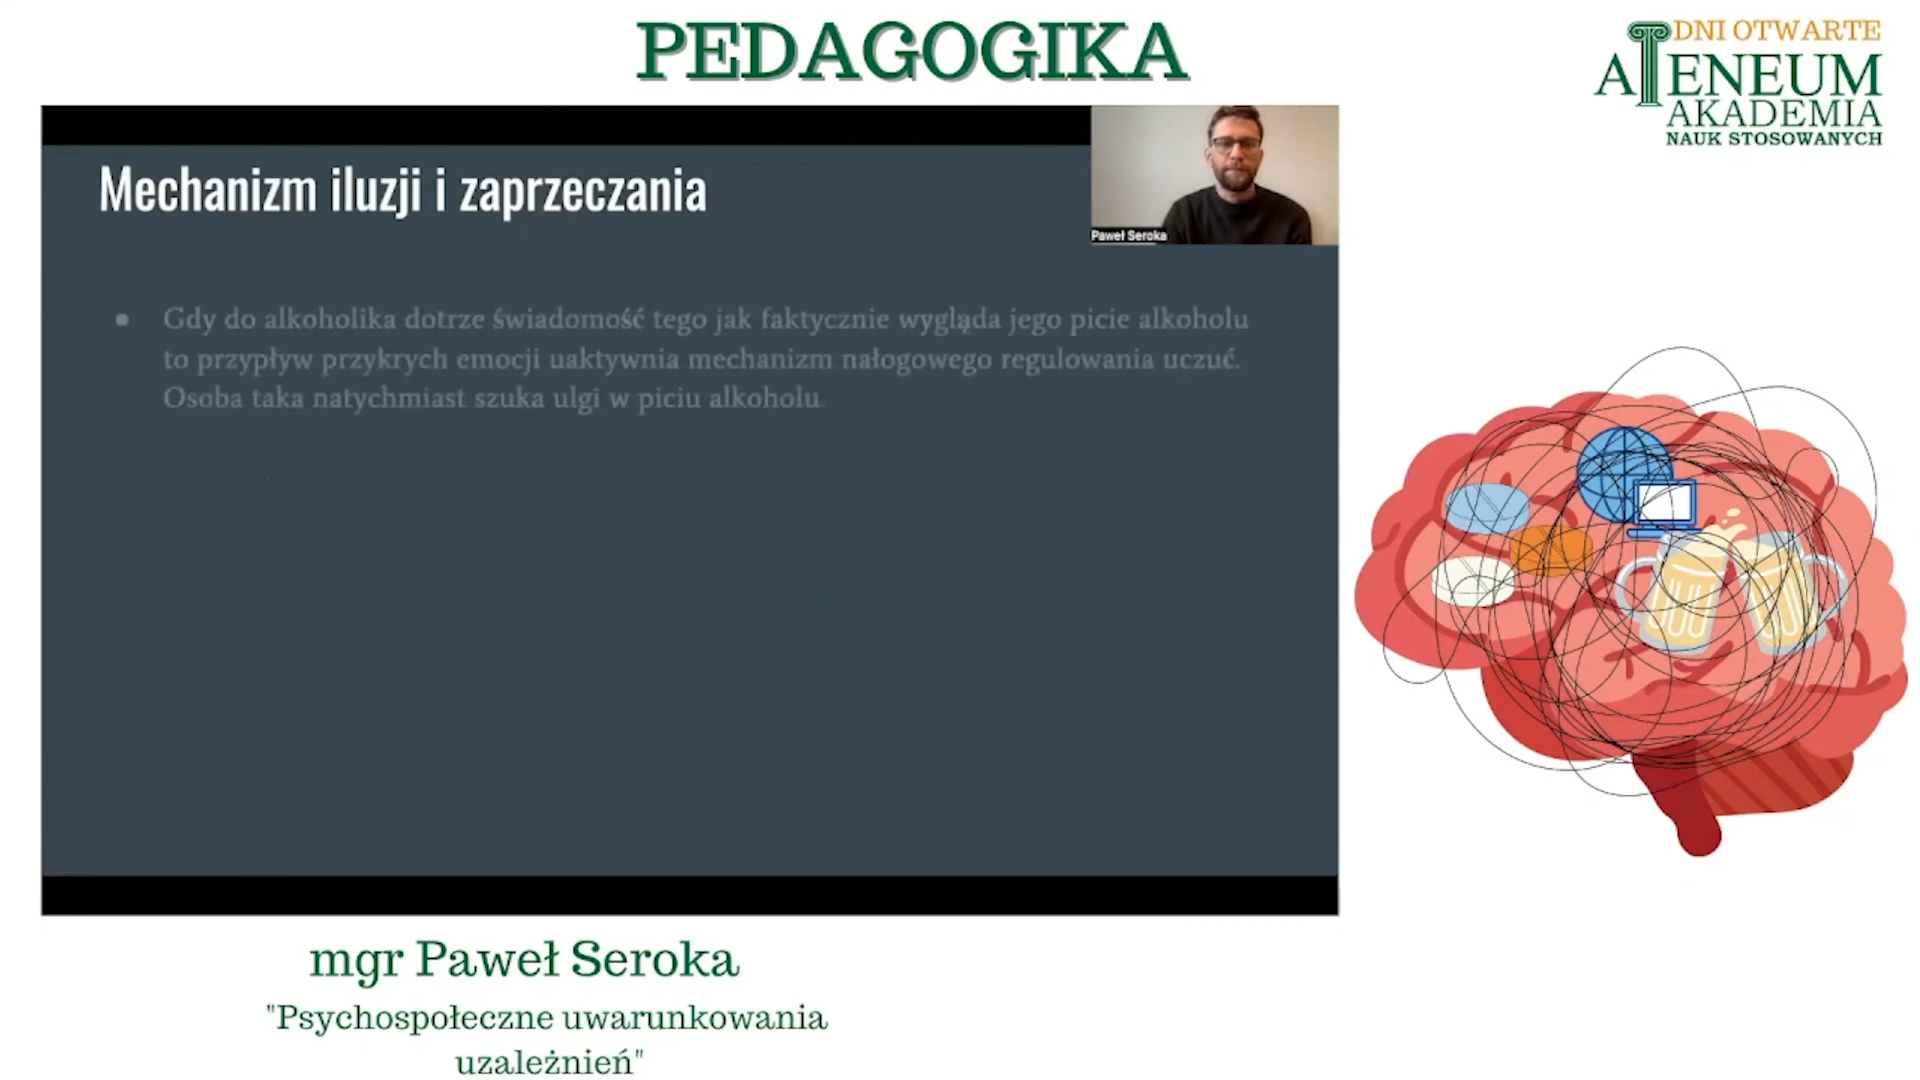 PEDAGOGIKA
DNI OTWARTE
ATENEUM
AKADEMIA
NAUK STOSOWANYCH
Mechanizm iluzji i zaprzeczania
Paweł Seroka
Gdy do alkoholika dotrze świadomość tego jak faktycznie wygląda jego picie alkoholu
to przypływ przykrych emocji uaktywnia mechanizm nałogowego regulowania uczuć.
Osoba taka natychmiast szuka ulgi w piciu alkoholu.
mgr Paweł Seroka
"Psychospołeczne uwarunkowania
uzależnień"